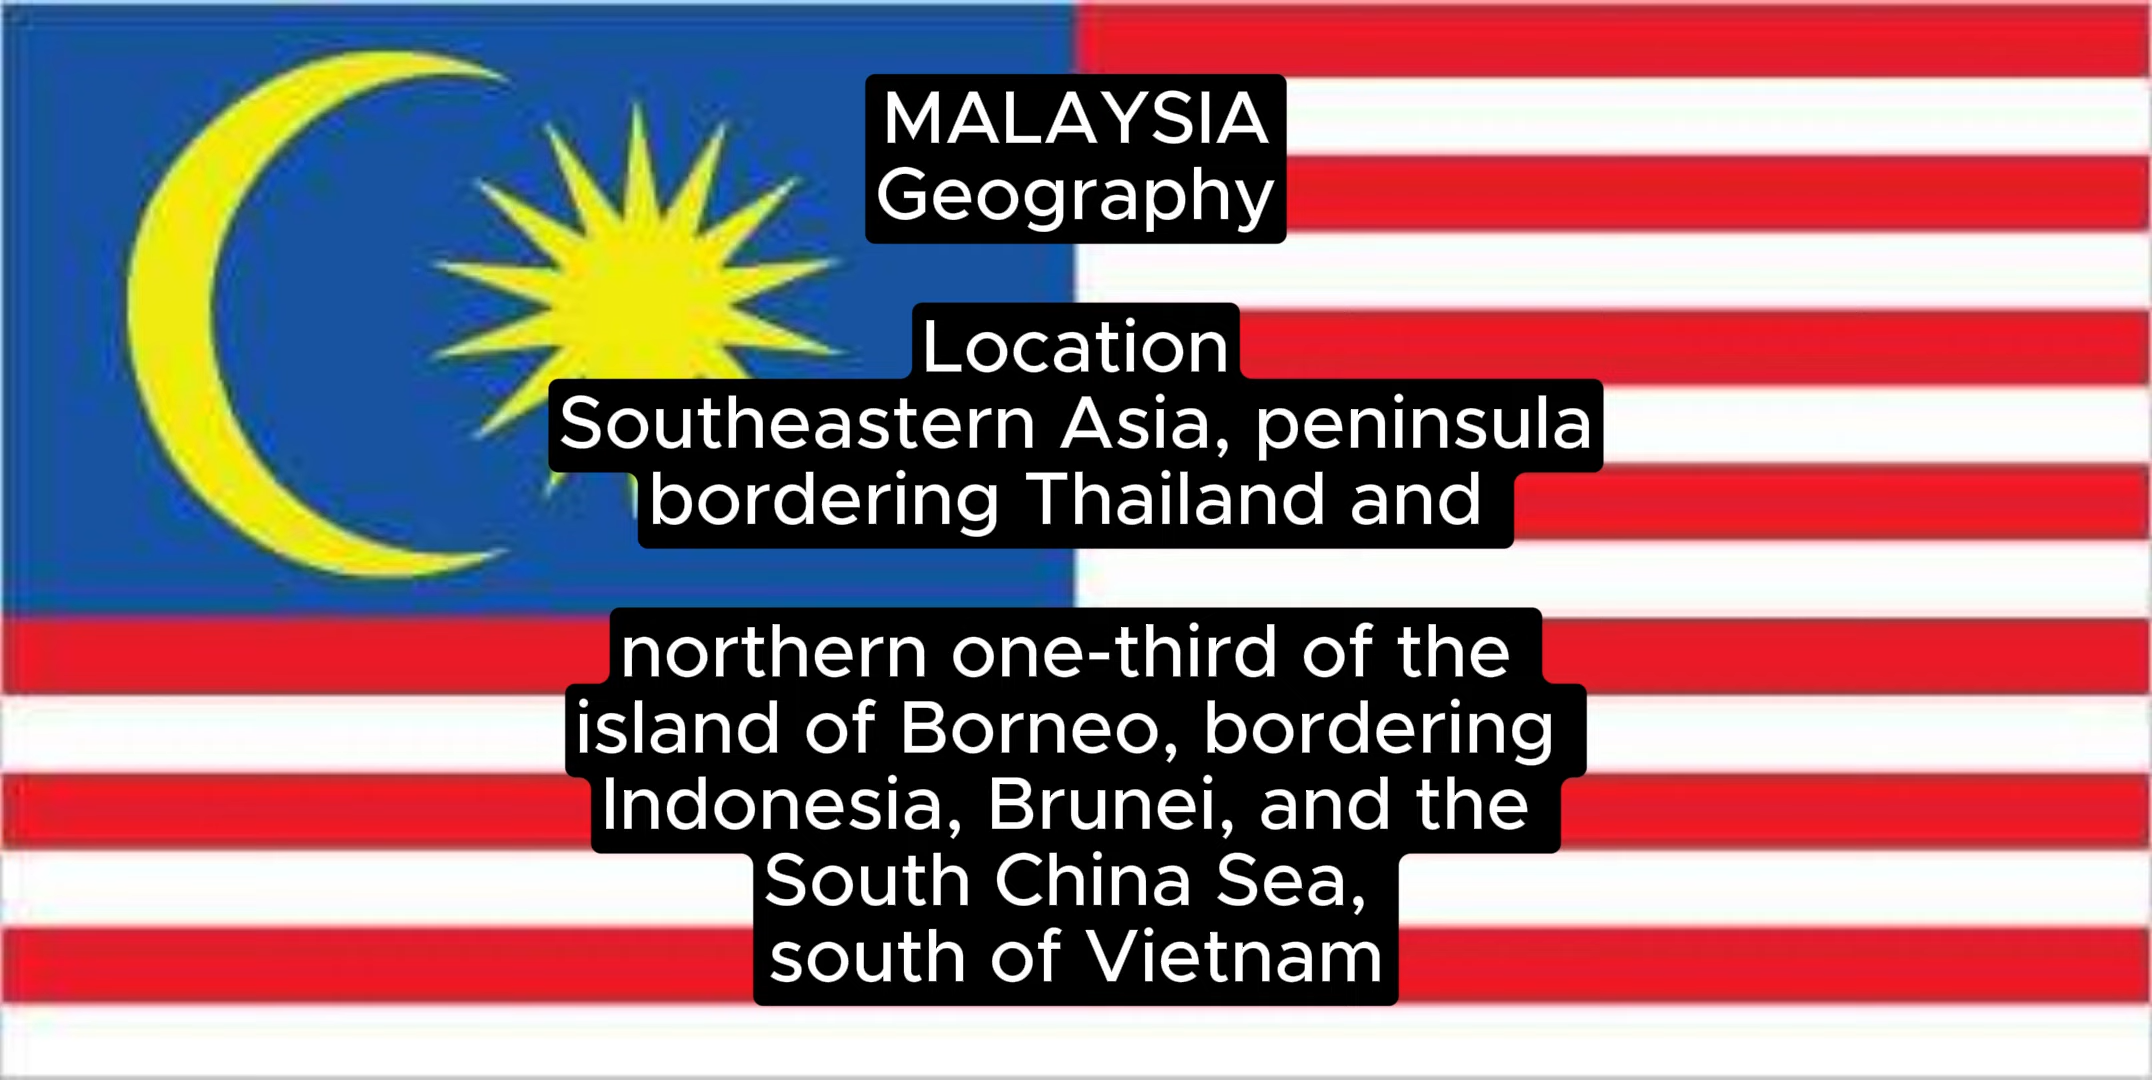 MALAYSIA
Geography
Location
Southeastern Asia, peninsula
bordering Thailand and
northern one-third of the
island of Borneo, bordering
Indonesia, Brunei, and the
South China Sea,
south of Vietnam